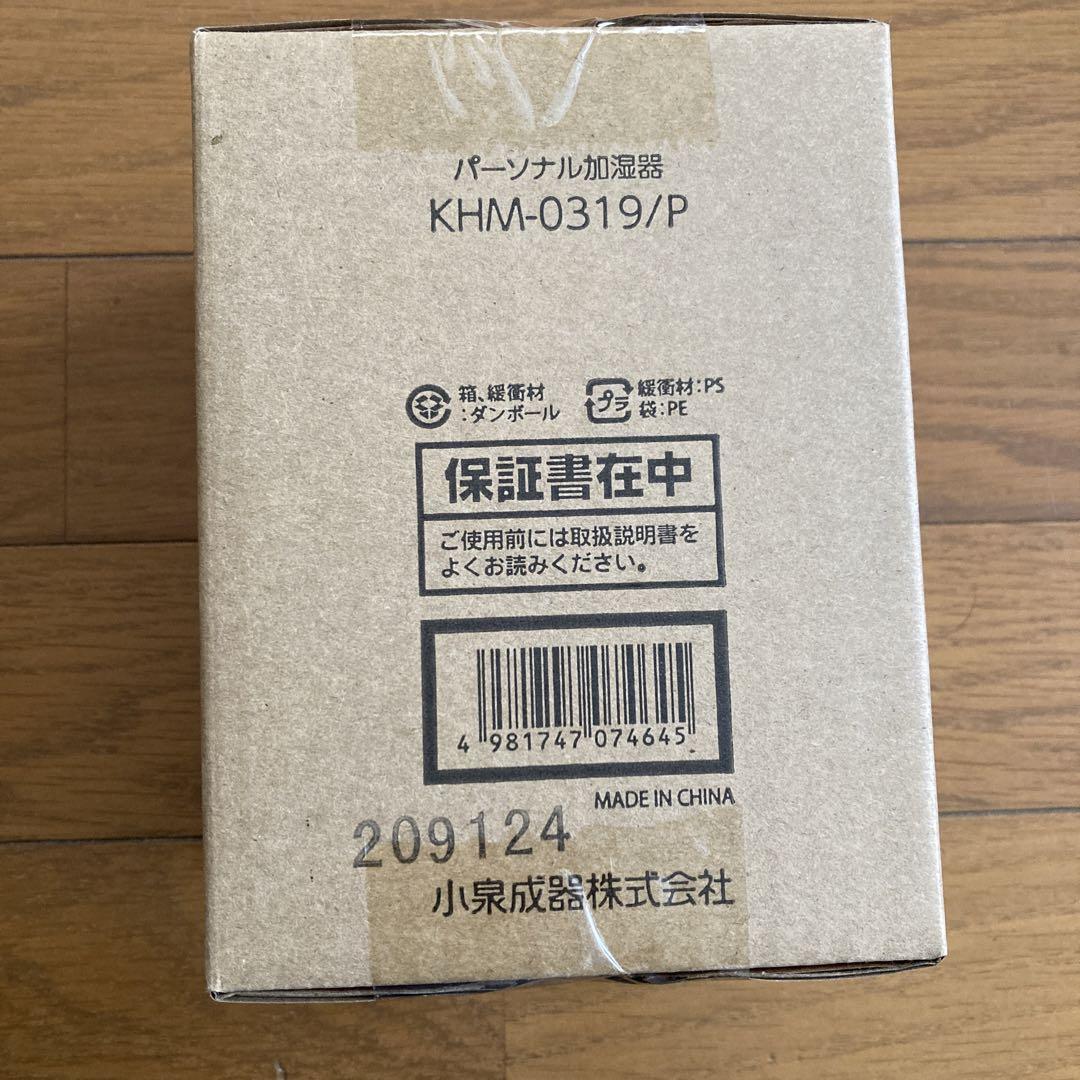 パーソナル加湿器
KHM-0319/P
箱、緩衝材
:ダンボール
プラ
緩衝材:PS
袋:PE
保証書在中
ご使用前には取扱説明書を
よくお読みください。
4 981747 074645
MADE IN CHINA
209124
小泉成器株式会社